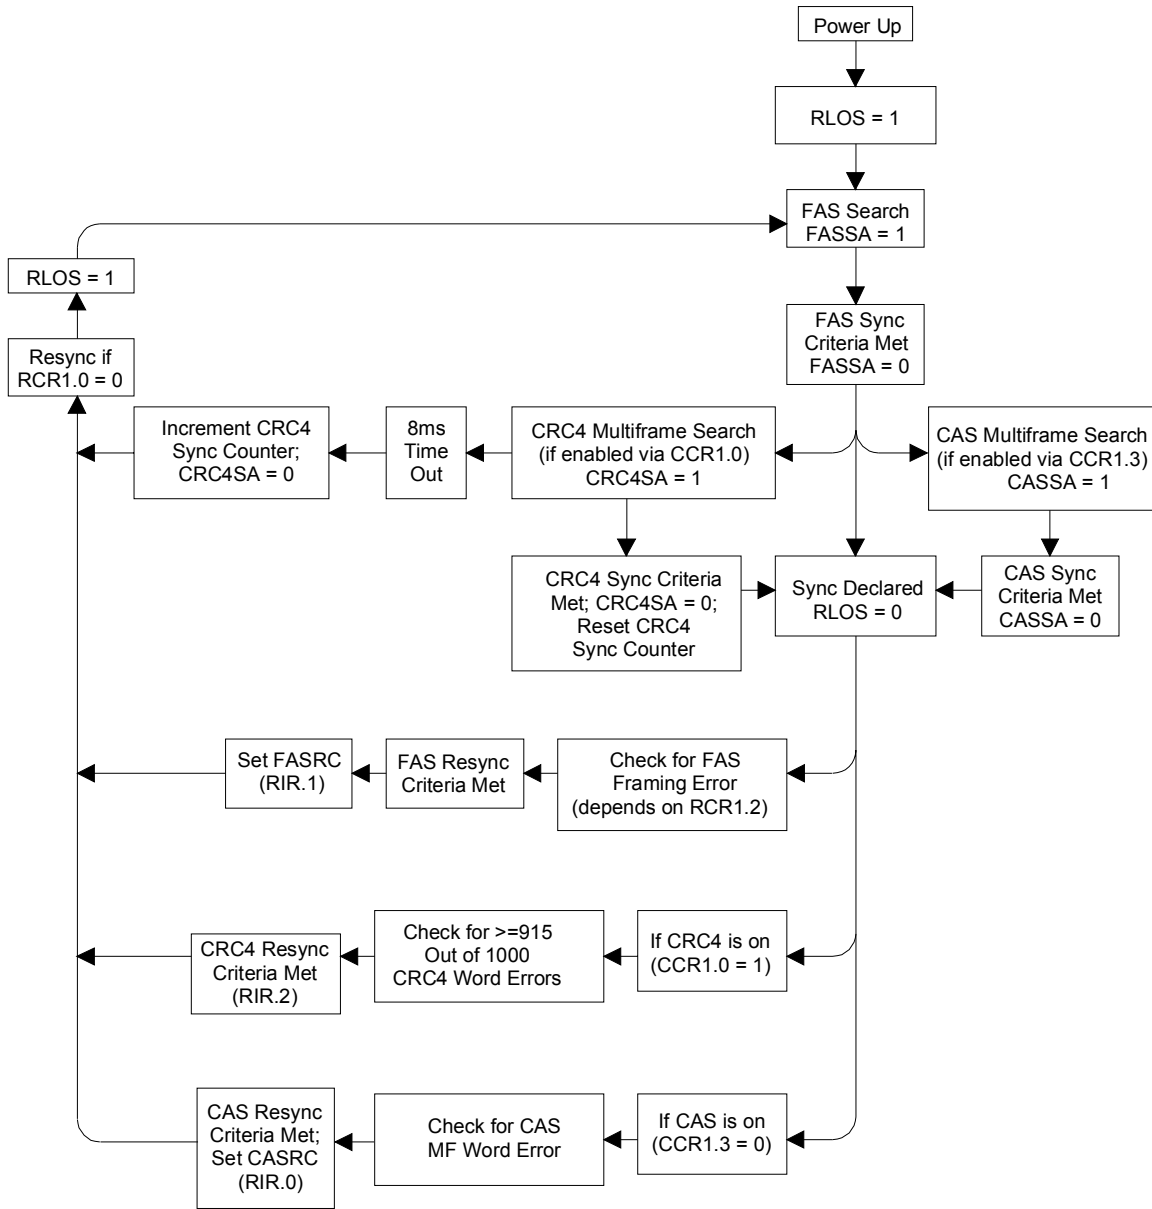 Power Up
RLOS = 1
FAS Search
FASSA = 1
RLOS = 1
FAS Sync
Criteria Met
FASSA = 0
Resync if
RCR1.0 = 0
Increment CRC4
Sync Counter;
CRC4SA = 0
8ms
Time
Out
CRC4 Multiframe Search
(if enabled via CCR1.0)
CRC4SA = 1
CAS Multiframe Search
(if enabled via CCR1.3)
CASSA = 1
CRC4 Sync Criteria
Met; CRC4SA = 0;
Reset CRC4
Sync Counter
Sync Declared
RLOS = 0
CAS Sync
Criteria Met
CASSA = 0
Set FASRC
(RIR.1)
FAS Resync
Criteria Met
Check for FAS
Framing Error
(depends on RCR1.2)
CRC4 Resync
Criteria Met
(RIR.2)
Check for >=915
Out of 1000
CRC4 Word Errors
If CRC4 is on
(CCR1.0 = 1)
CAS Resync
Criteria Met;
Set CASRC
(RIR.0)
Check for CAS
MF Word Error
If CAS is on
(CCR1.3 = 0)